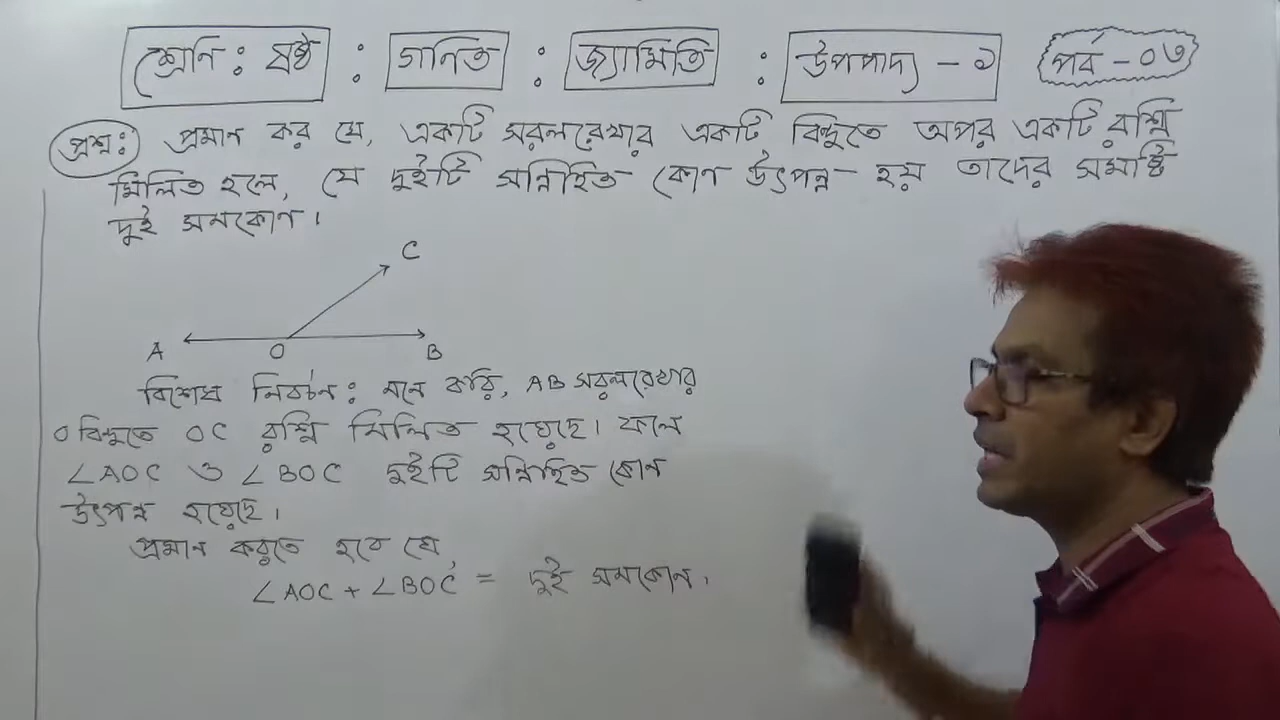 শ্রেনি : ষষ্ঠ : গনিত : জ্যামিতি : উপপাদ্য - ১ পর্ব - ০৩
প্রশ্ন : প্রমান কর যে, একটি সরলরেখার একটি বিন্দুতে অপর একটি রশ্মি
মিলিত হলে, যে দুইটি সন্নিহিত কোন উৎপন্ন হয় তাদের সমষ্টি
দুই সমকোন।
C
A O B
বিশেষ নির্বচন : মনে করি, AB সরলরেখার
O বিন্দুতে OC রশ্মি মিলিত হয়েছে। ফলে
∠AOC ও ∠BOC দুইটি সন্নিহিত কোন
উৎপন্ন হয়েছে।
প্রমান করতে হবে যে,
∠AOC + ∠BOC = দুই সমকোন।